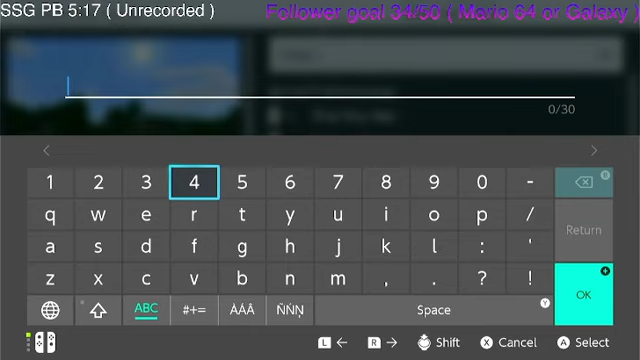 SSG PB 5:17 ( Unrecorded )
Follower goal 34/50 ( Mario 64 or Galaxy )
0/30
1 2 3 4 5 6 7 8 9 0 -
q w e r t y u i o p /
Return
a s d f g h j k l : '
z x c v b n m , . ? !
OK
ABC #+= ÀÁÂ ÑŃŅ Space
L R Shift X Cancel A Select